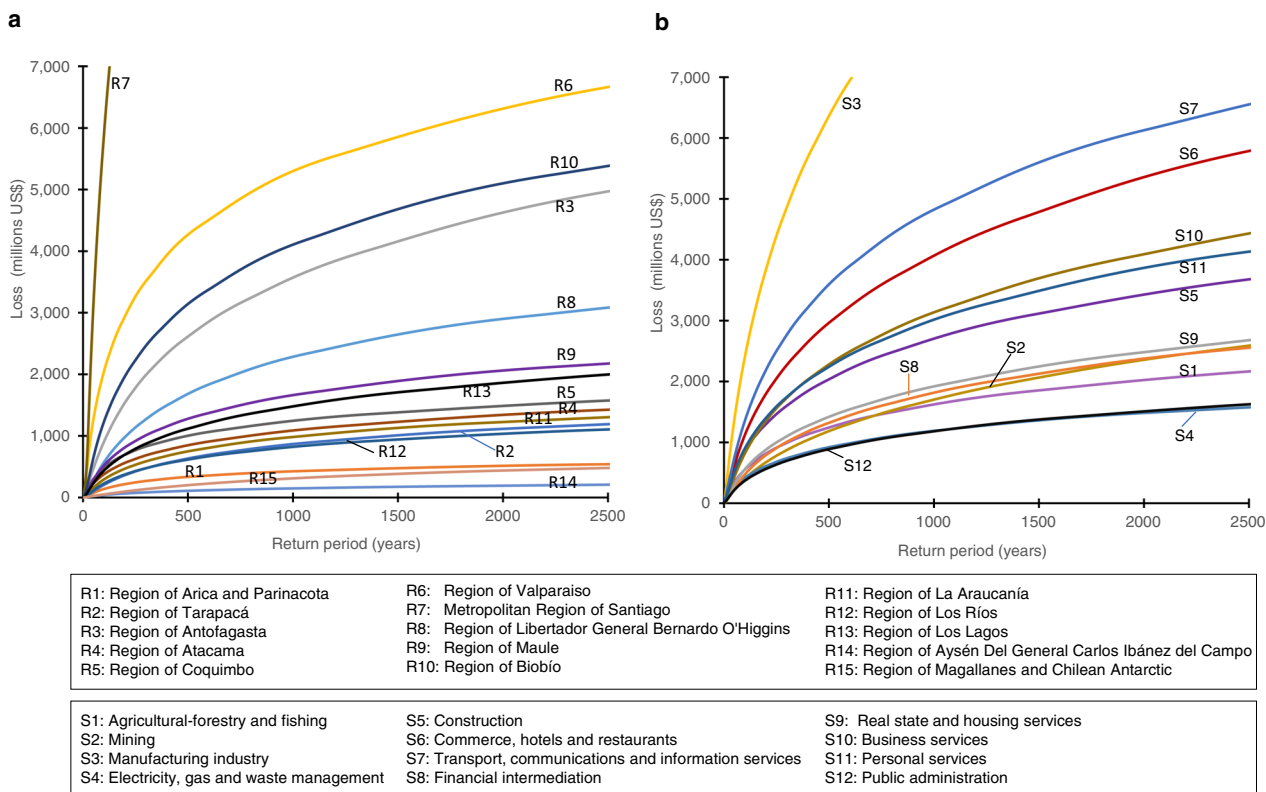 a
b
7,000
6,000
5,000
4,000
3,000
2,000
1,000
0
Loss (millions US$)
0
500
1000
1500
2000
2500
Return period (years)
R7
R6
R10
R3
R8
R9
R13
R5
R4
R11
R12
R2
R1
R15
R14
7,000
6,000
5,000
4,000
3,000
2,000
1,000
0
Loss (millions US$)
0
500
1000
1500
2000
2500
Return period (years)
S3
S7
S6
S10
S11
S5
S9
S2
S8
S1
S4
S12
R1: Region of Arica and Parinacota
R2: Region of Tarapacá
R3: Region of Antofagasta
R4: Region of Atacama
R5: Region of Coquimbo
R6: Region of Valparaiso
R7: Metropolitan Region of Santiago
R8: Region of Libertador General Bernardo O'Higgins
R9: Region of Maule
R10: Region of Biobío
R11: Region of La Araucanía
R12: Region of Los Ríos
R13: Region of Los Lagos
R14: Region of Aysén Del General Carlos Ibánez del Campo
R15: Region of Magallanes and Chilean Antarctic
S1: Agricultural-forestry and fishing
S2: Mining
S3: Manufacturing industry
S4: Electricity, gas and waste management
S5: Construction
S6: Commerce, hotels and restaurants
S7: Transport, communications and information services
S8: Financial intermediation
S9: Real state and housing services
S10: Business services
S11: Personal services
S12: Public administration